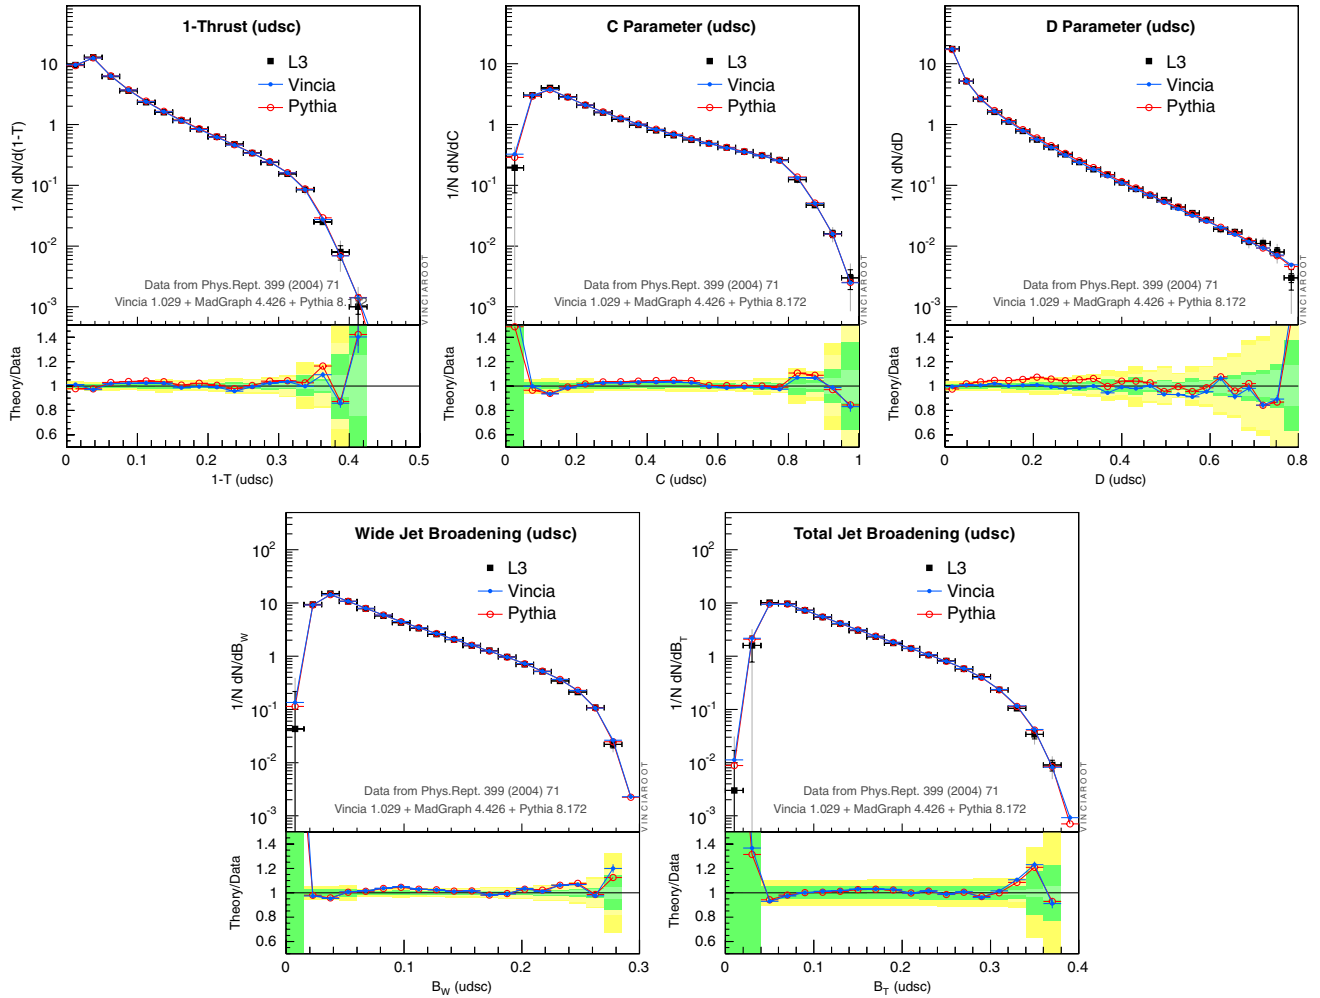 1-Thrust (udsc)
L3
Vincia
Pythia
1/N dN/d(1-T)
10
1
10⁻¹
10⁻²
10⁻³
Data from Phys.Rept. 399 (2004) 71
Vincia 1.029 + MadGraph 4.426 + Pythia 8.172
VINCIAROOT
Theory/Data
1.4
1.2
1
0.8
0.6
0 0.1 0.2 0.3 0.4 0.5
1-T (udsc)
C Parameter (udsc)
L3
Vincia
Pythia
1/N dN/dC
10
1
10⁻¹
10⁻²
10⁻³
Data from Phys.Rept. 399 (2004) 71
Vincia 1.029 + MadGraph 4.426 + Pythia 8.172
VINCIAROOT
Theory/Data
1.4
1.2
1
0.8
0.6
0 0.2 0.4 0.6 0.8 1
C (udsc)
D Parameter (udsc)
L3
Vincia
Pythia
1/N dN/dD
10
1
10⁻¹
10⁻²
10⁻³
Data from Phys.Rept. 399 (2004) 71
Vincia 1.029 + MadGraph 4.426 + Pythia 8.172
VINCIAROOT
Theory/Data
1.4
1.2
1
0.8
0.6
0 0.2 0.4 0.6 0.8
D (udsc)
Wide Jet Broadening (udsc)
L3
Vincia
Pythia
1/N dN/dB_W
10²
10
1
10⁻¹
10⁻²
10⁻³
Data from Phys.Rept. 399 (2004) 71
Vincia 1.029 + MadGraph 4.426 + Pythia 8.172
VINCIAROOT
Theory/Data
1.4
1.2
1
0.8
0.6
0 0.1 0.2 0.3
B_W (udsc)
Total Jet Broadening (udsc)
L3
Vincia
Pythia
1/N dN/dB_T
10²
10
1
10⁻¹
10⁻²
10⁻³
Data from Phys.Rept. 399 (2004) 71
Vincia 1.029 + MadGraph 4.426 + Pythia 8.172
VINCIAROOT
Theory/Data
1.4
1.2
1
0.8
0.6
0 0.1 0.2 0.3 0.4
B_T (udsc)